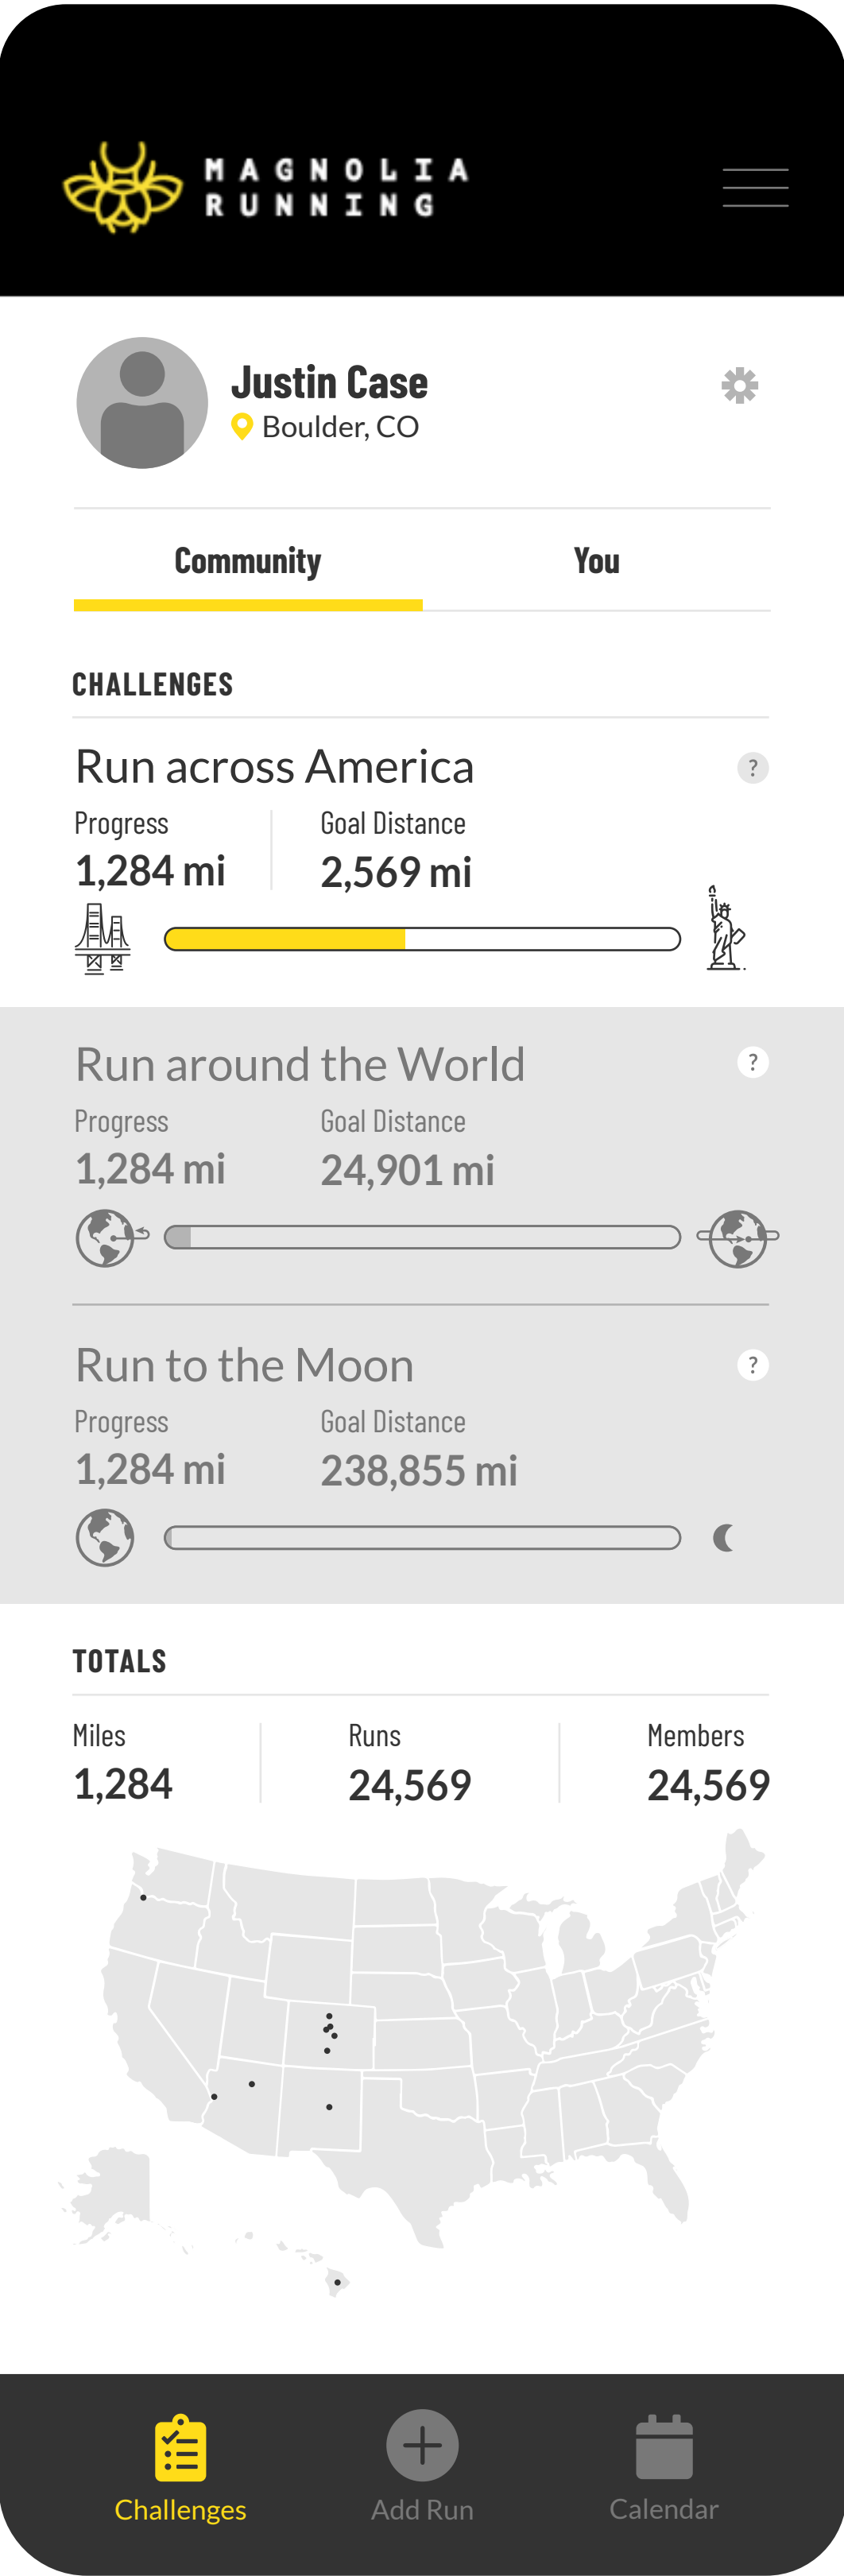 MAGNOLIA
RUNNING
Justin Case
Boulder, CO
Community You
CHALLENGES
Run across America ?
Progress Goal Distance
1,284 mi 2,569 mi
Run around the World ?
Progress Goal Distance
1,284 mi 24,901 mi
Run to the Moon ?
Progress Goal Distance
1,284 mi 238,855 mi
TOTALS
Miles Runs Members
1,284 24,569 24,569
Challenges Add Run Calendar